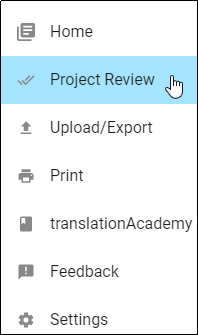 Home
Project Review
Upload/Export
Print
translationAcademy
Feedback
Settings